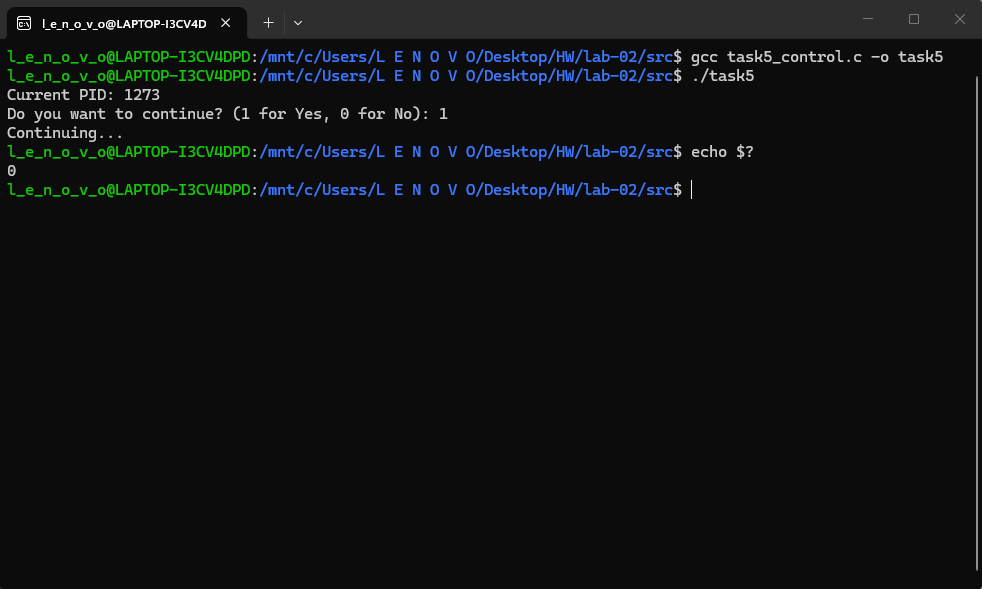 l_e_n_o_v_o@LAPTOP-I3CV4D
l_e_n_o_v_o@LAPTOP-I3CV4DPD:/mnt/c/Users/L E N O V O/Desktop/HW/lab-02/src$ gcc task5_control.c -o task5
l_e_n_o_v_o@LAPTOP-I3CV4DPD:/mnt/c/Users/L E N O V O/Desktop/HW/lab-02/src$ ./task5
Current PID: 1273
Do you want to continue? (1 for Yes, 0 for No): 1
Continuing...
l_e_n_o_v_o@LAPTOP-I3CV4DPD:/mnt/c/Users/L E N O V O/Desktop/HW/lab-02/src$ echo $?
0
l_e_n_o_v_o@LAPTOP-I3CV4DPD:/mnt/c/Users/L E N O V O/Desktop/HW/lab-02/src$